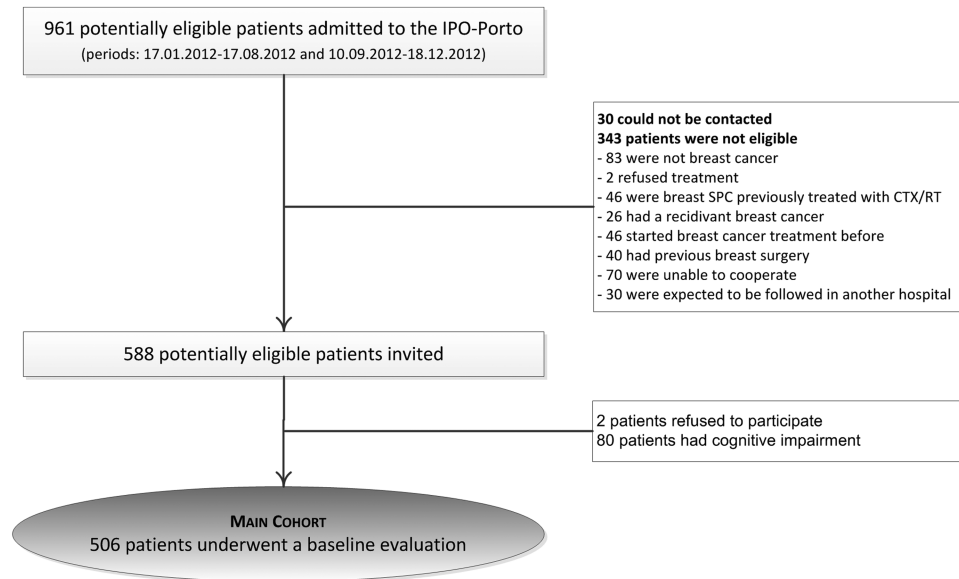 961 potentially eligible patients admitted to the IPO-Porto
(periods: 17.01.2012-17.08.2012 and 10.09.2012-18.12.2012)
30 could not be contacted
343 patients were not eligible
- 83 were not breast cancer
- 2 refused treatment
- 46 were breast SPC previously treated with CTX/RT
- 26 had a recidivant breast cancer
- 46 started breast cancer treatment before
- 40 had previous breast surgery
- 70 were unable to cooperate
- 30 were expected to be followed in another hospital
588 potentially eligible patients invited
2 patients refused to participate
80 patients had cognitive impairment
MAIN COHORT
506 patients underwent a baseline evaluation